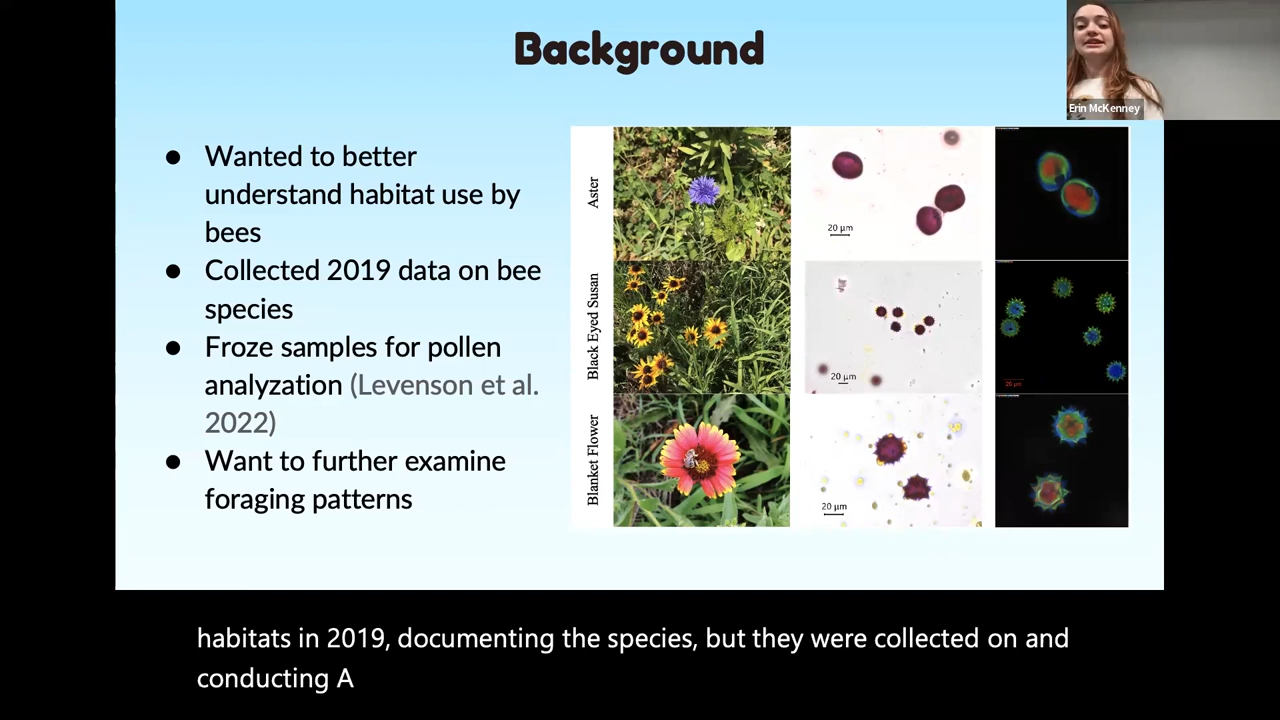 Background
Erin McKenney
● Wanted to better
understand habitat use by
bees
● Collected 2019 data on bee
species
● Froze samples for pollen
analyzation (Levenson et al.
2022)
● Want to further examine
foraging patterns
Aster
20 µm
Black Eyed Susan
20 µm
20 µm
Blanket Flower
20 µm
habitats in 2019, documenting the species, but they were collected on and
conducting A